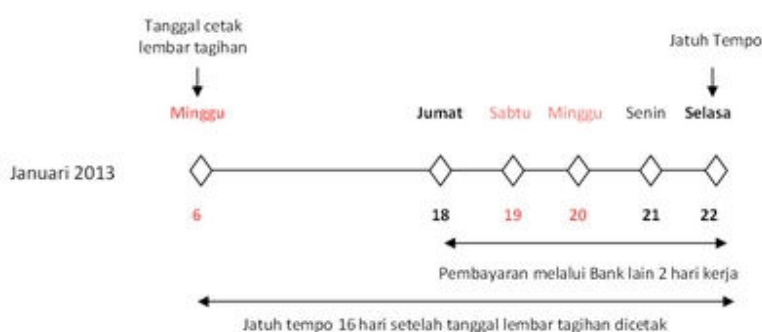 Tanggal cetak
lembar tagihan
Jatuh Tempo
Minggu Jumat Sabtu Minggu Senin Selasa
Januari 2013
6 18 19 20 21 22
Pembayaran melalui Bank lain 2 hari kerja
Jatuh tempo 16 hari setelah tanggal lembar tagihan dicetak